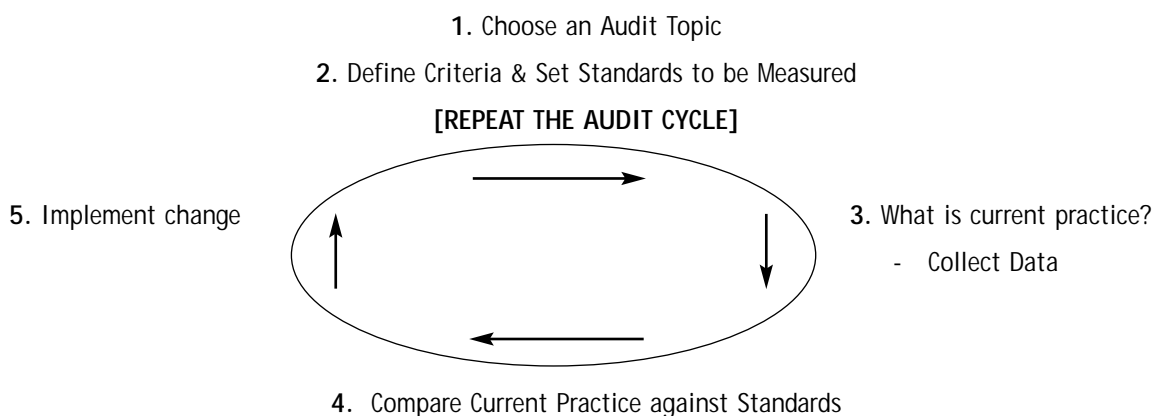 1. Choose an Audit Topic
2. Define Criteria & Set Standards to be Measured
[REPEAT THE AUDIT CYCLE]
5. Implement change
3. What is current practice?
- Collect Data
4. Compare Current Practice against Standards